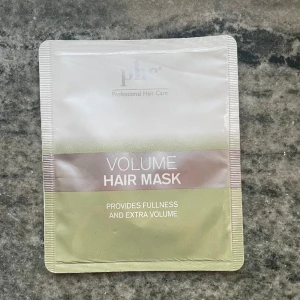 Professional Hair Care
VOLUME
HAIR MASK
PROVIDES FULLNESS
AND EXTRA VOLUME